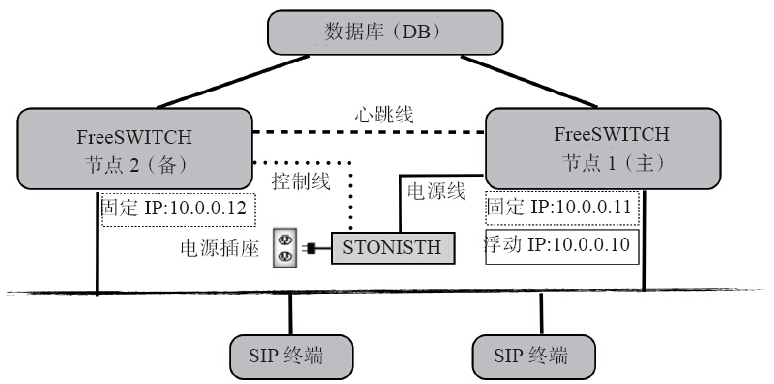 数据库（DB）
心跳线
FreeSWITCH
节点 2（备）
FreeSWITCH
节点 1（主）
控制线
电源线
固定 IP:10.0.0.12
固定 IP:10.0.0.11
电源插座
STONISTH
浮动 IP:10.0.0.10
SIP 终端
SIP 终端